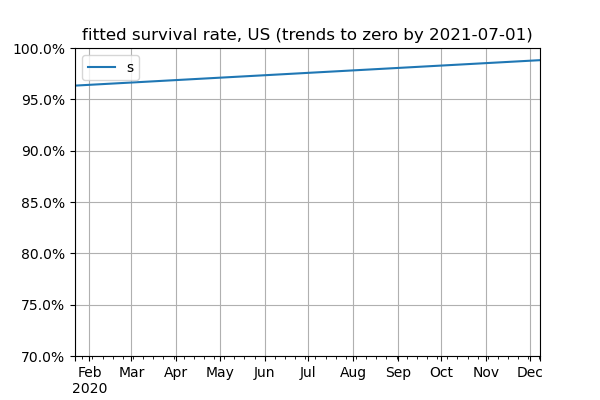 fitted survival rate, US (trends to zero by 2021-07-01)
100.0%
s
95.0%
90.0%
85.0%
80.0%
75.0%
70.0%
Feb Mar Apr May Jun Jul Aug Sep Oct Nov Dec
2020